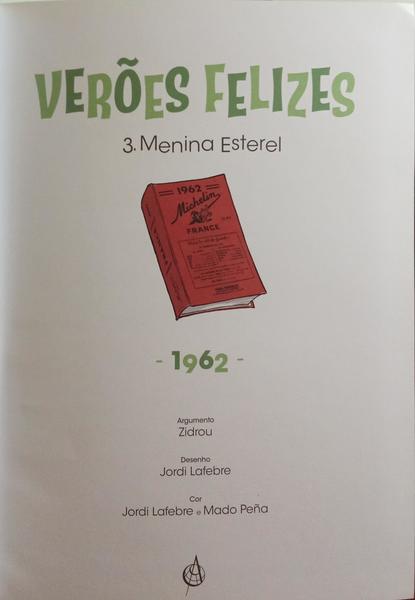 VERÕES FELIZES
3. Menina Esterel
1962
Michelin
FRANCE
- 1962 -
Argumento
Zidrou
Desenho
Jordi Lafebre
Cor
Jordi Lafebre e Mado Peña